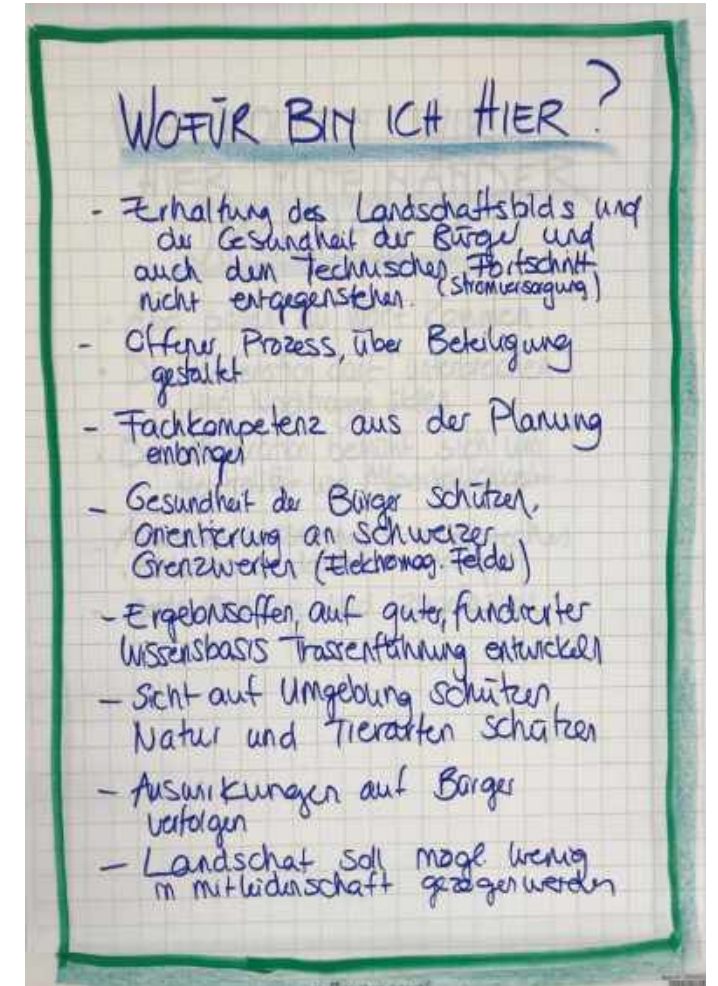 WOFÜR BIN ICH HIER?
- Erhaltung des Landschaftsbilds und
der Gesundheit der Bürger und
auch dem Technischen Fortschritt
nicht entgegenstehen. (Stromversorgung)
- Offener Prozess, über Beteiligung
gestaltet
- Fachkompetenz aus der Planung
einbringen
- Gesundheit der Bürger schützen,
Orientierung an Schweizer
Grenzwerten (Elektromag. Felder)
- Ergebnisoffen, auf guter, fundierter
Wissensbasis Trassenführung entwickeln
- Sicht auf Umgebung schützen,
Natur und Tierarten schützen
- Auswirkungen auf Bürger
verfolgen
- Landschat soll mögl. wenig
in mitleidenschaft gezogen werden